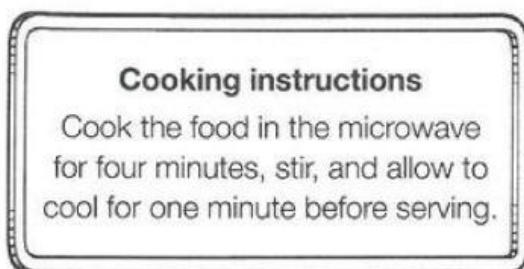 Cooking instructions
Cook the food in the microwave
for four minutes, stir, and allow to
cool for one minute before serving.